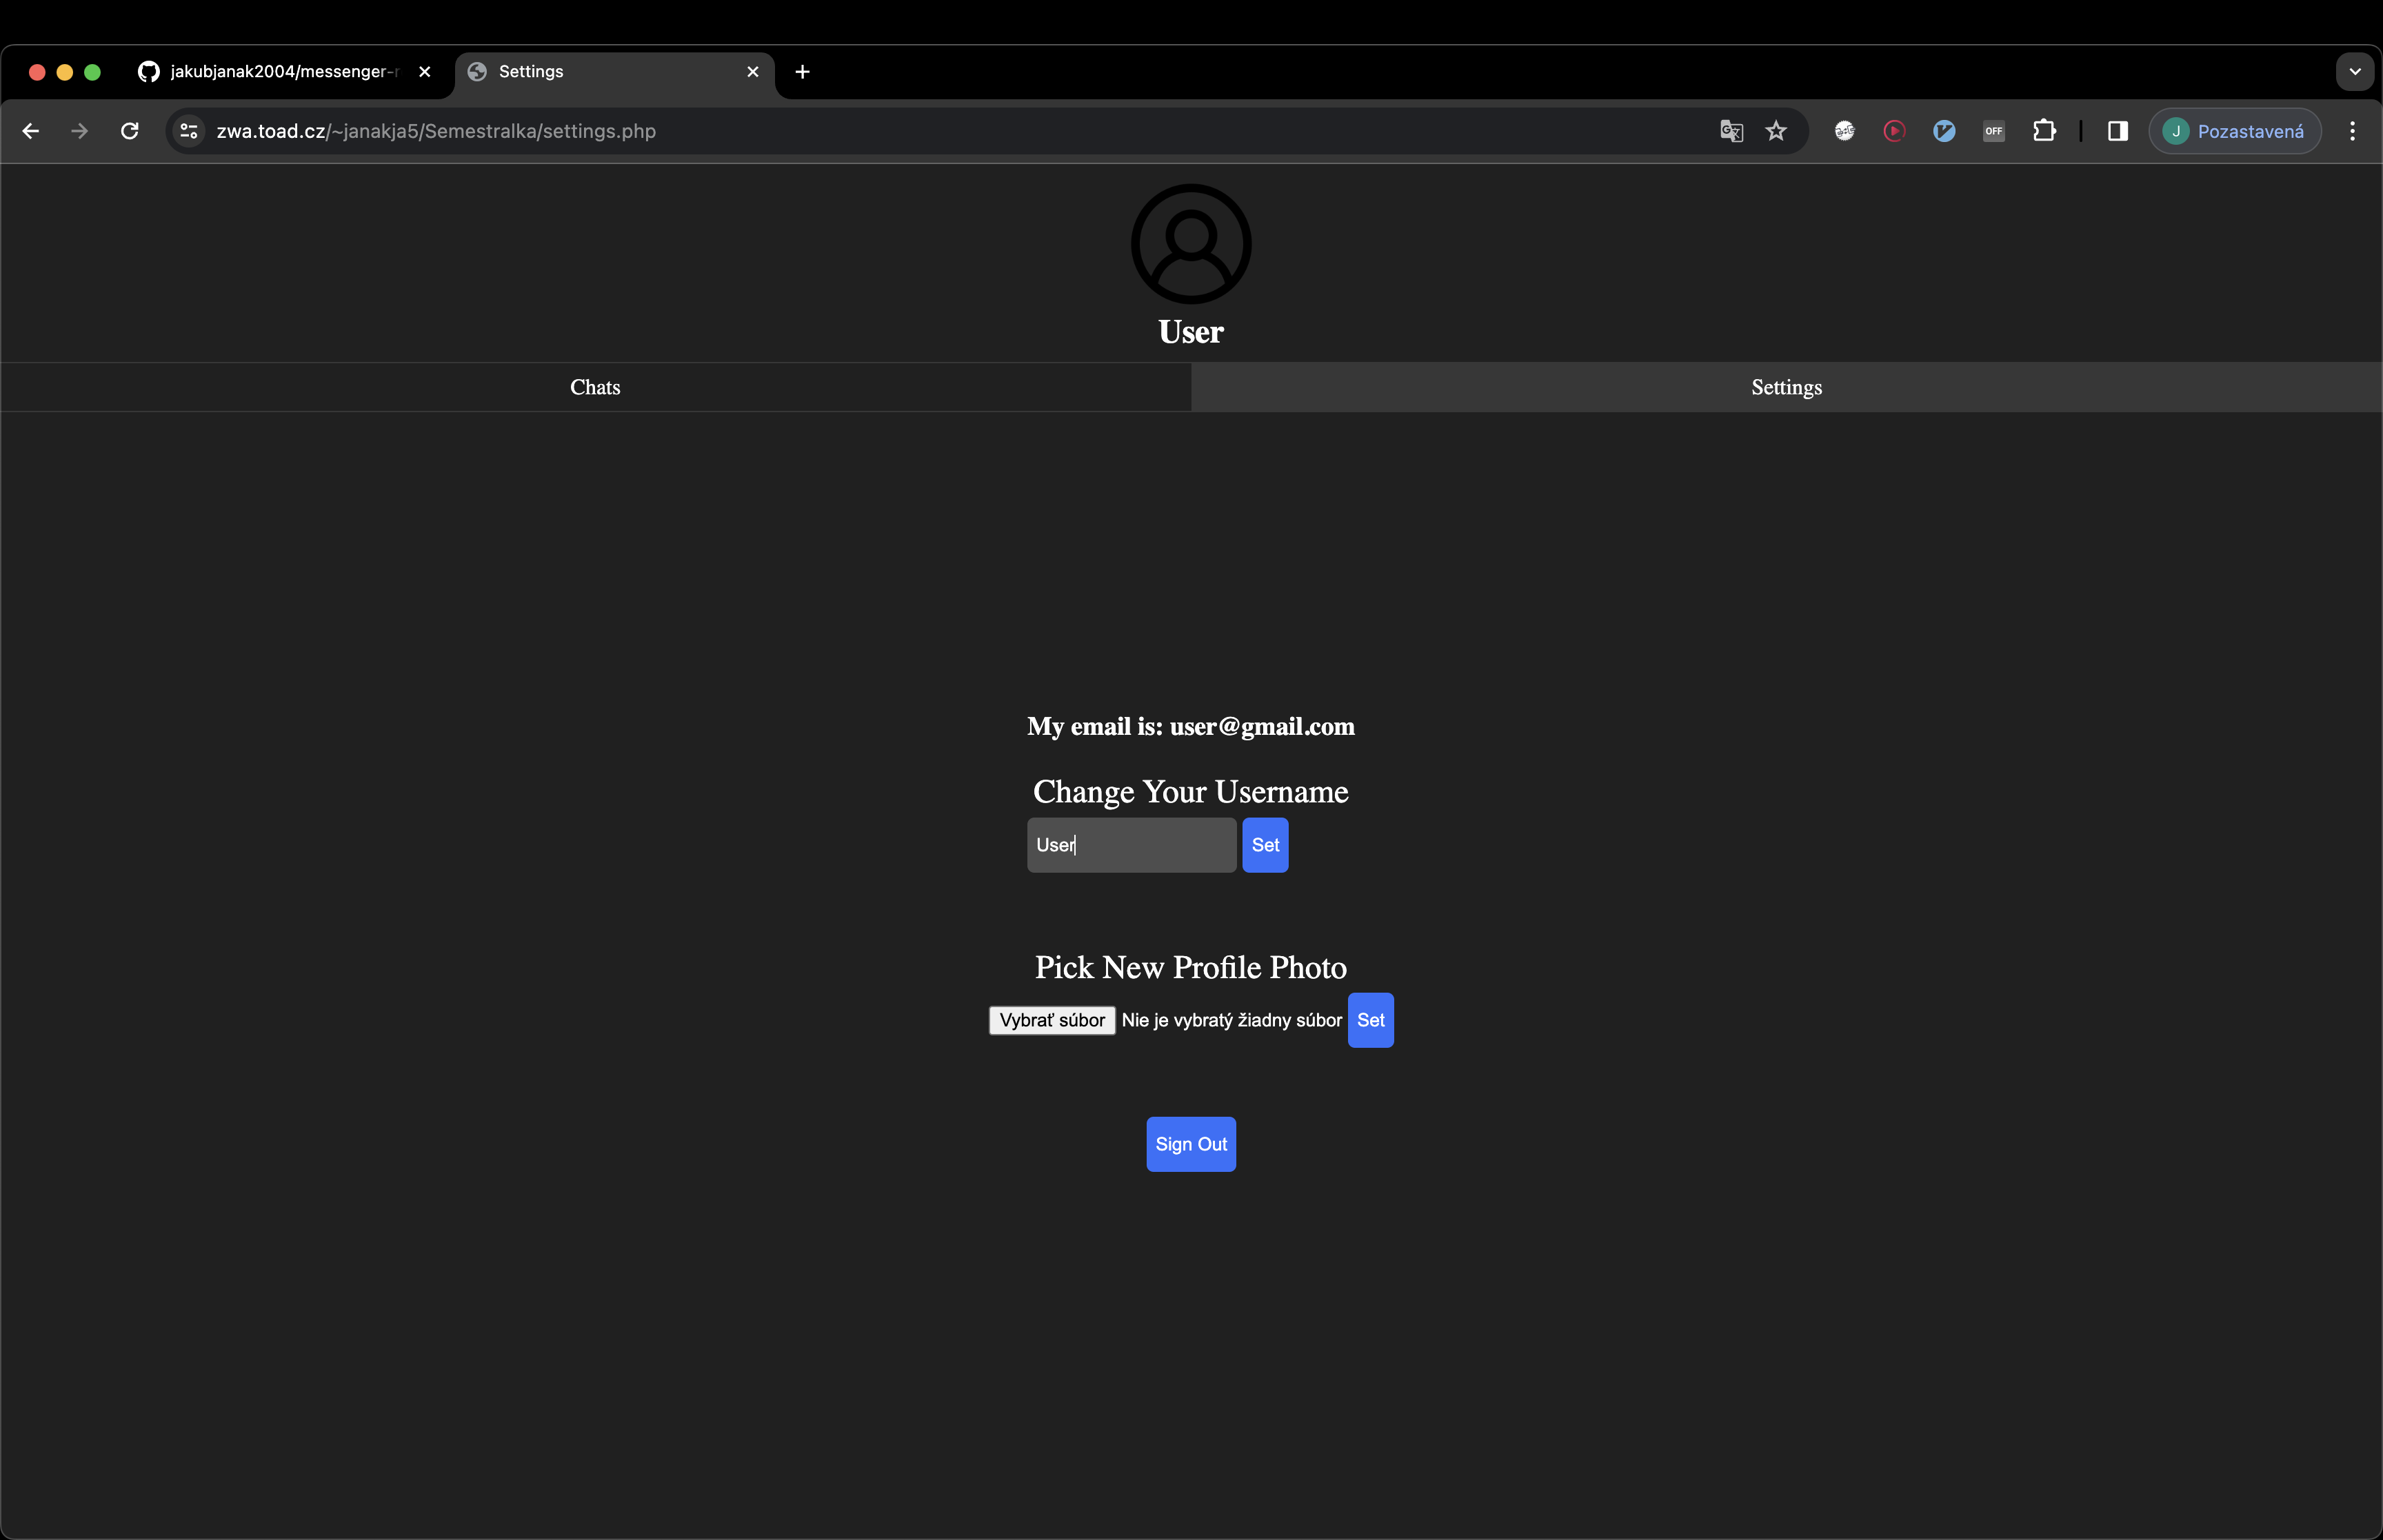 jakubjanak2004/messenger-r
Settings
zwa.toad.cz/~janakja5/Semestralka/settings.php
OFF
J Pozastavená
User
Chats Settings
My email is: user@gmail.com
Change Your Username
User Set
Pick New Profile Photo
Vybrať súbor Nie je vybratý žiadny súbor Set
Sign Out